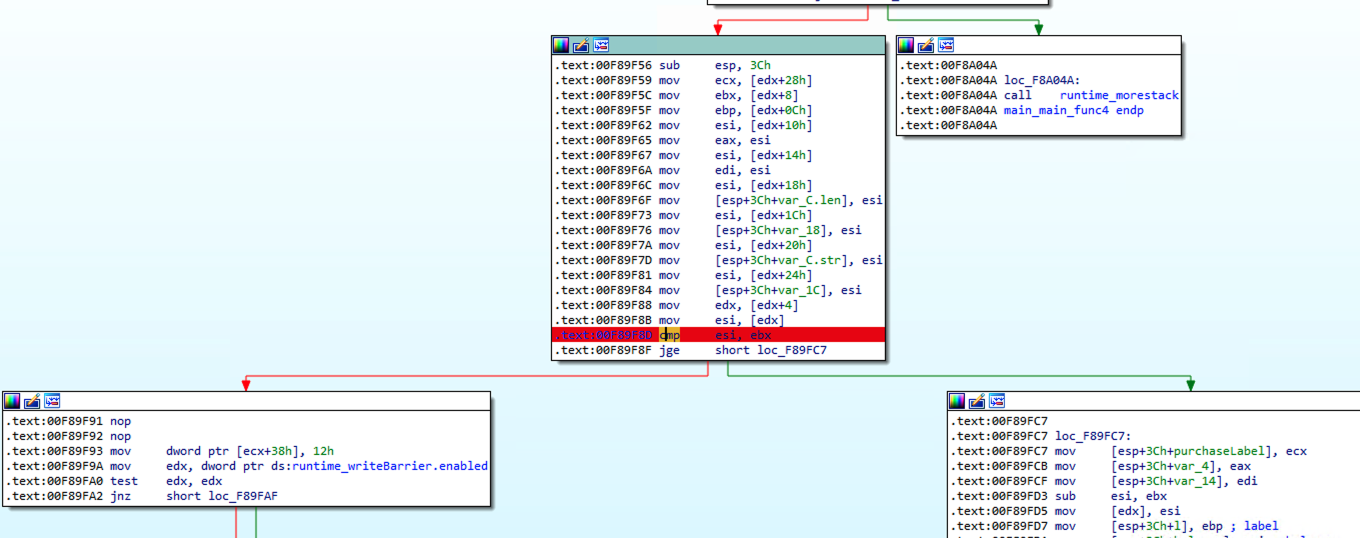 .text:00F89F56 sub esp, 3Ch
.text:00F89F59 mov ecx, [edx+28h]
.text:00F89F5C mov ebx, [edx+8]
.text:00F89F5F mov ebp, [edx+0Ch]
.text:00F89F62 mov esi, [edx+10h]
.text:00F89F65 mov eax, esi
.text:00F89F67 mov esi, [edx+14h]
.text:00F89F6A mov edi, esi
.text:00F89F6C mov esi, [edx+18h]
.text:00F89F6F mov [esp+3Ch+var_C.len], esi
.text:00F89F73 mov esi, [edx+1Ch]
.text:00F89F76 mov [esp+3Ch+var_18], esi
.text:00F89F7A mov esi, [edx+20h]
.text:00F89F7D mov [esp+3Ch+var_C.str], esi
.text:00F89F81 mov esi, [edx+24h]
.text:00F89F84 mov [esp+3Ch+var_1C], esi
.text:00F89F88 mov edx, [edx+4]
.text:00F89F8B mov esi, [edx]
.text:00F89F8D cmp esi, ebx
.text:00F89F8F jge short loc_F89FC7
.text:00F8A04A
.text:00F8A04A loc_F8A04A:
.text:00F8A04A call runtime_morestack
.text:00F8A04A main_main_func4 endp
.text:00F8A04A
.text:00F89F91 nop
.text:00F89F92 nop
.text:00F89F93 mov dword ptr [ecx+38h], 12h
.text:00F89F9A mov edx, dword ptr ds:runtime_writeBarrier.enabled
.text:00F89FA0 test edx, edx
.text:00F89FA2 jnz short loc_F89FAF
.text:00F89FC7
.text:00F89FC7 loc_F89FC7:
.text:00F89FC7 mov [esp+3Ch+purchaseLabel], ecx
.text:00F89FCB mov [esp+3Ch+var_4], eax
.text:00F89FCF mov [esp+3Ch+var_14], edi
.text:00F89FD3 sub esi, ebx
.text:00F89FD5 mov [edx], esi
.text:00F89FD7 mov [esp+3Ch+l], ebp ; label